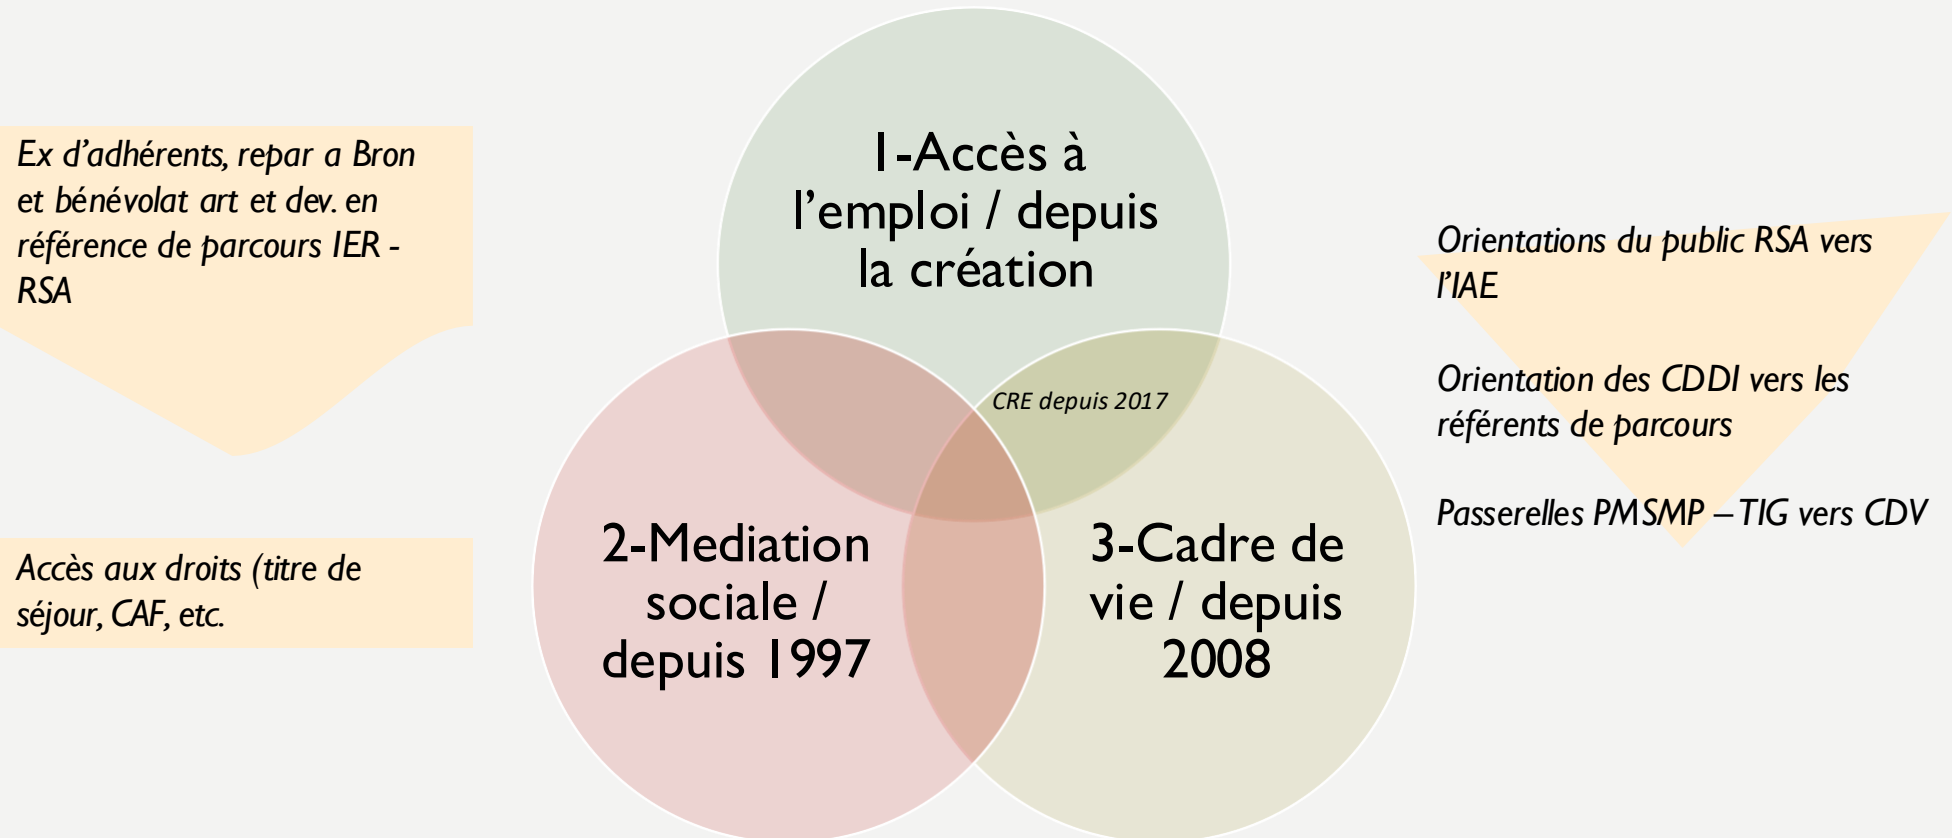 Ex d'adhérents, repar a Bron
et bénévolat art et dev. en
référence de parcours IER -
RSA
Accès aux droits (titre de
séjour, CAF, etc.
1-Accès à
l'emploi / depuis
la création
CRE depuis 2017
2-Mediation
sociale /
depuis 1997
3-Cadre de
vie / depuis
2008
Orientations du public RSA vers
l'IAE
Orientation des CDDI vers les
référents de parcours
Passerelles PMSMP – TIG vers CDV